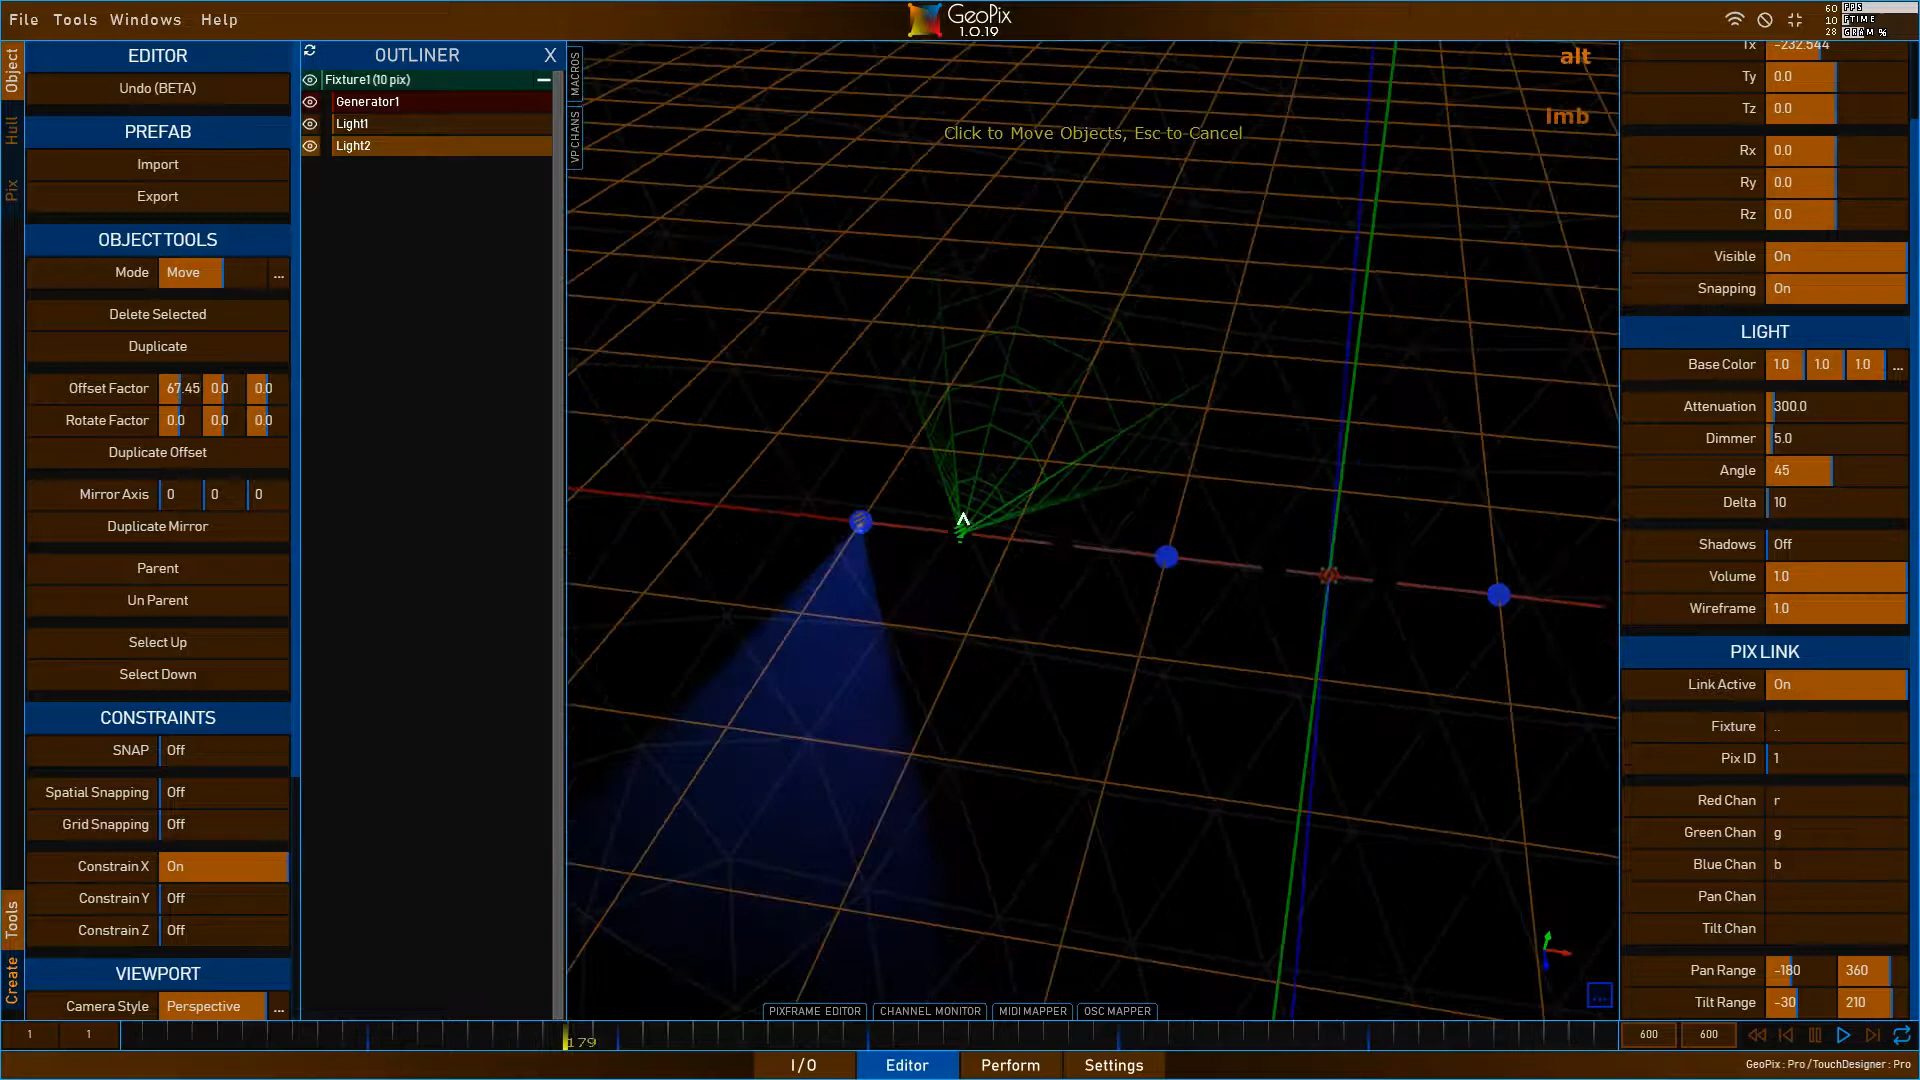 File Tools Windows Help
GeoPix
1.0.19
60 FPS
10 FTIME
28 GRAM %
Object
Hull
Pix
Tools
Create
EDITOR
Undo (BETA)
PREFAB
Import
Export
OBJECT TOOLS
Mode Move ...
Delete Selected
Duplicate
Offset Factor 67.45 0.0 0.0
Rotate Factor 0.0 0.0 0.0
Duplicate Offset
Mirror Axis 0 0 0
Duplicate Mirror
Parent
Un Parent
Select Up
Select Down
CONSTRAINTS
SNAP Off
Spatial Snapping Off
Grid Snapping Off
Constrain X On
Constrain Y Off
Constrain Z Off
VIEWPORT
Camera Style Perspective ...
OUTLINER X
Fixture1 (10 pix)
Generator1
Light1
Light2
MACROS
VP CHANS
alt
lmb
Click to Move Objects, Esc to Cancel
Tx -232.544
Ty 0.0
Tz 0.0
Rx 0.0
Ry 0.0
Rz 0.0
Visible On
Snapping On
LIGHT
Base Color 1.0 1.0 1.0 ...
Attenuation 300.0
Dimmer 5.0
Angle 45
Delta 10
Shadows Off
Volume 1.0
Wireframe 1.0
PIX LINK
Link Active On
Fixture ..
Pix ID 1
Red Chan r
Green Chan g
Blue Chan b
Pan Chan
Tilt Chan
Pan Range -180 360
Tilt Range -30 210
...
PIXFRAME EDITOR CHANNEL MONITOR MIDI MAPPER OSC MAPPER
1 1 179 600 600
I/O Editor Perform Settings
GeoPix : Pro / TouchDesigner : Pro